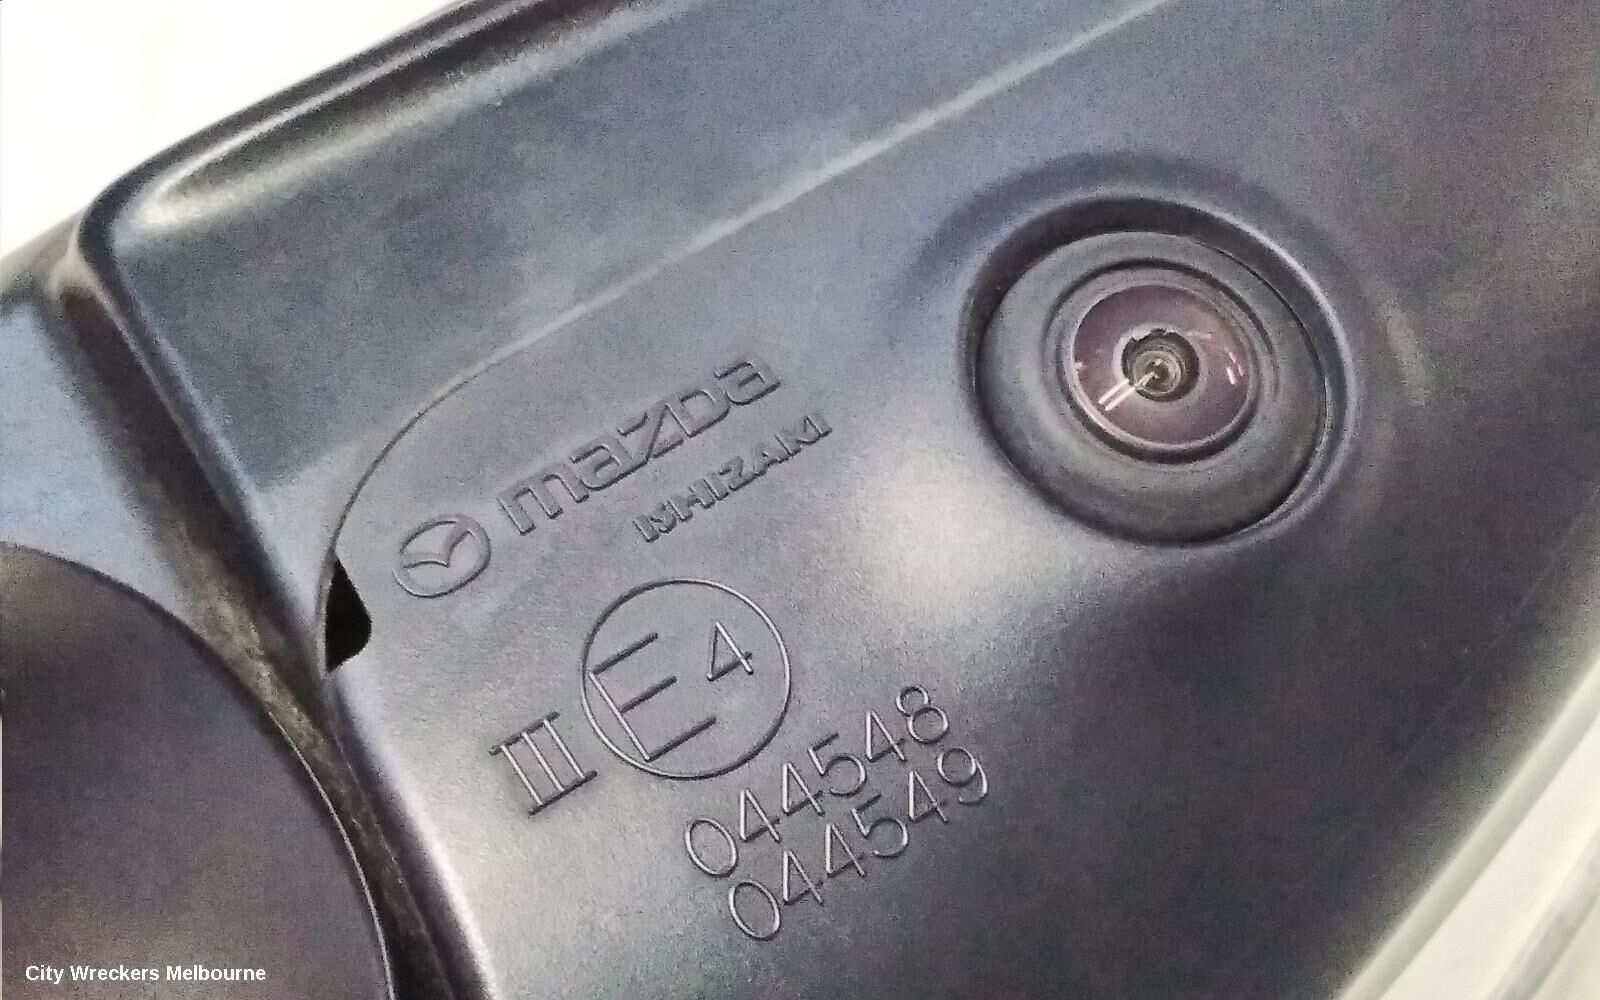 mazda
ISHIZAKI
III E4
044548
044549
City Wreckers Melbourne